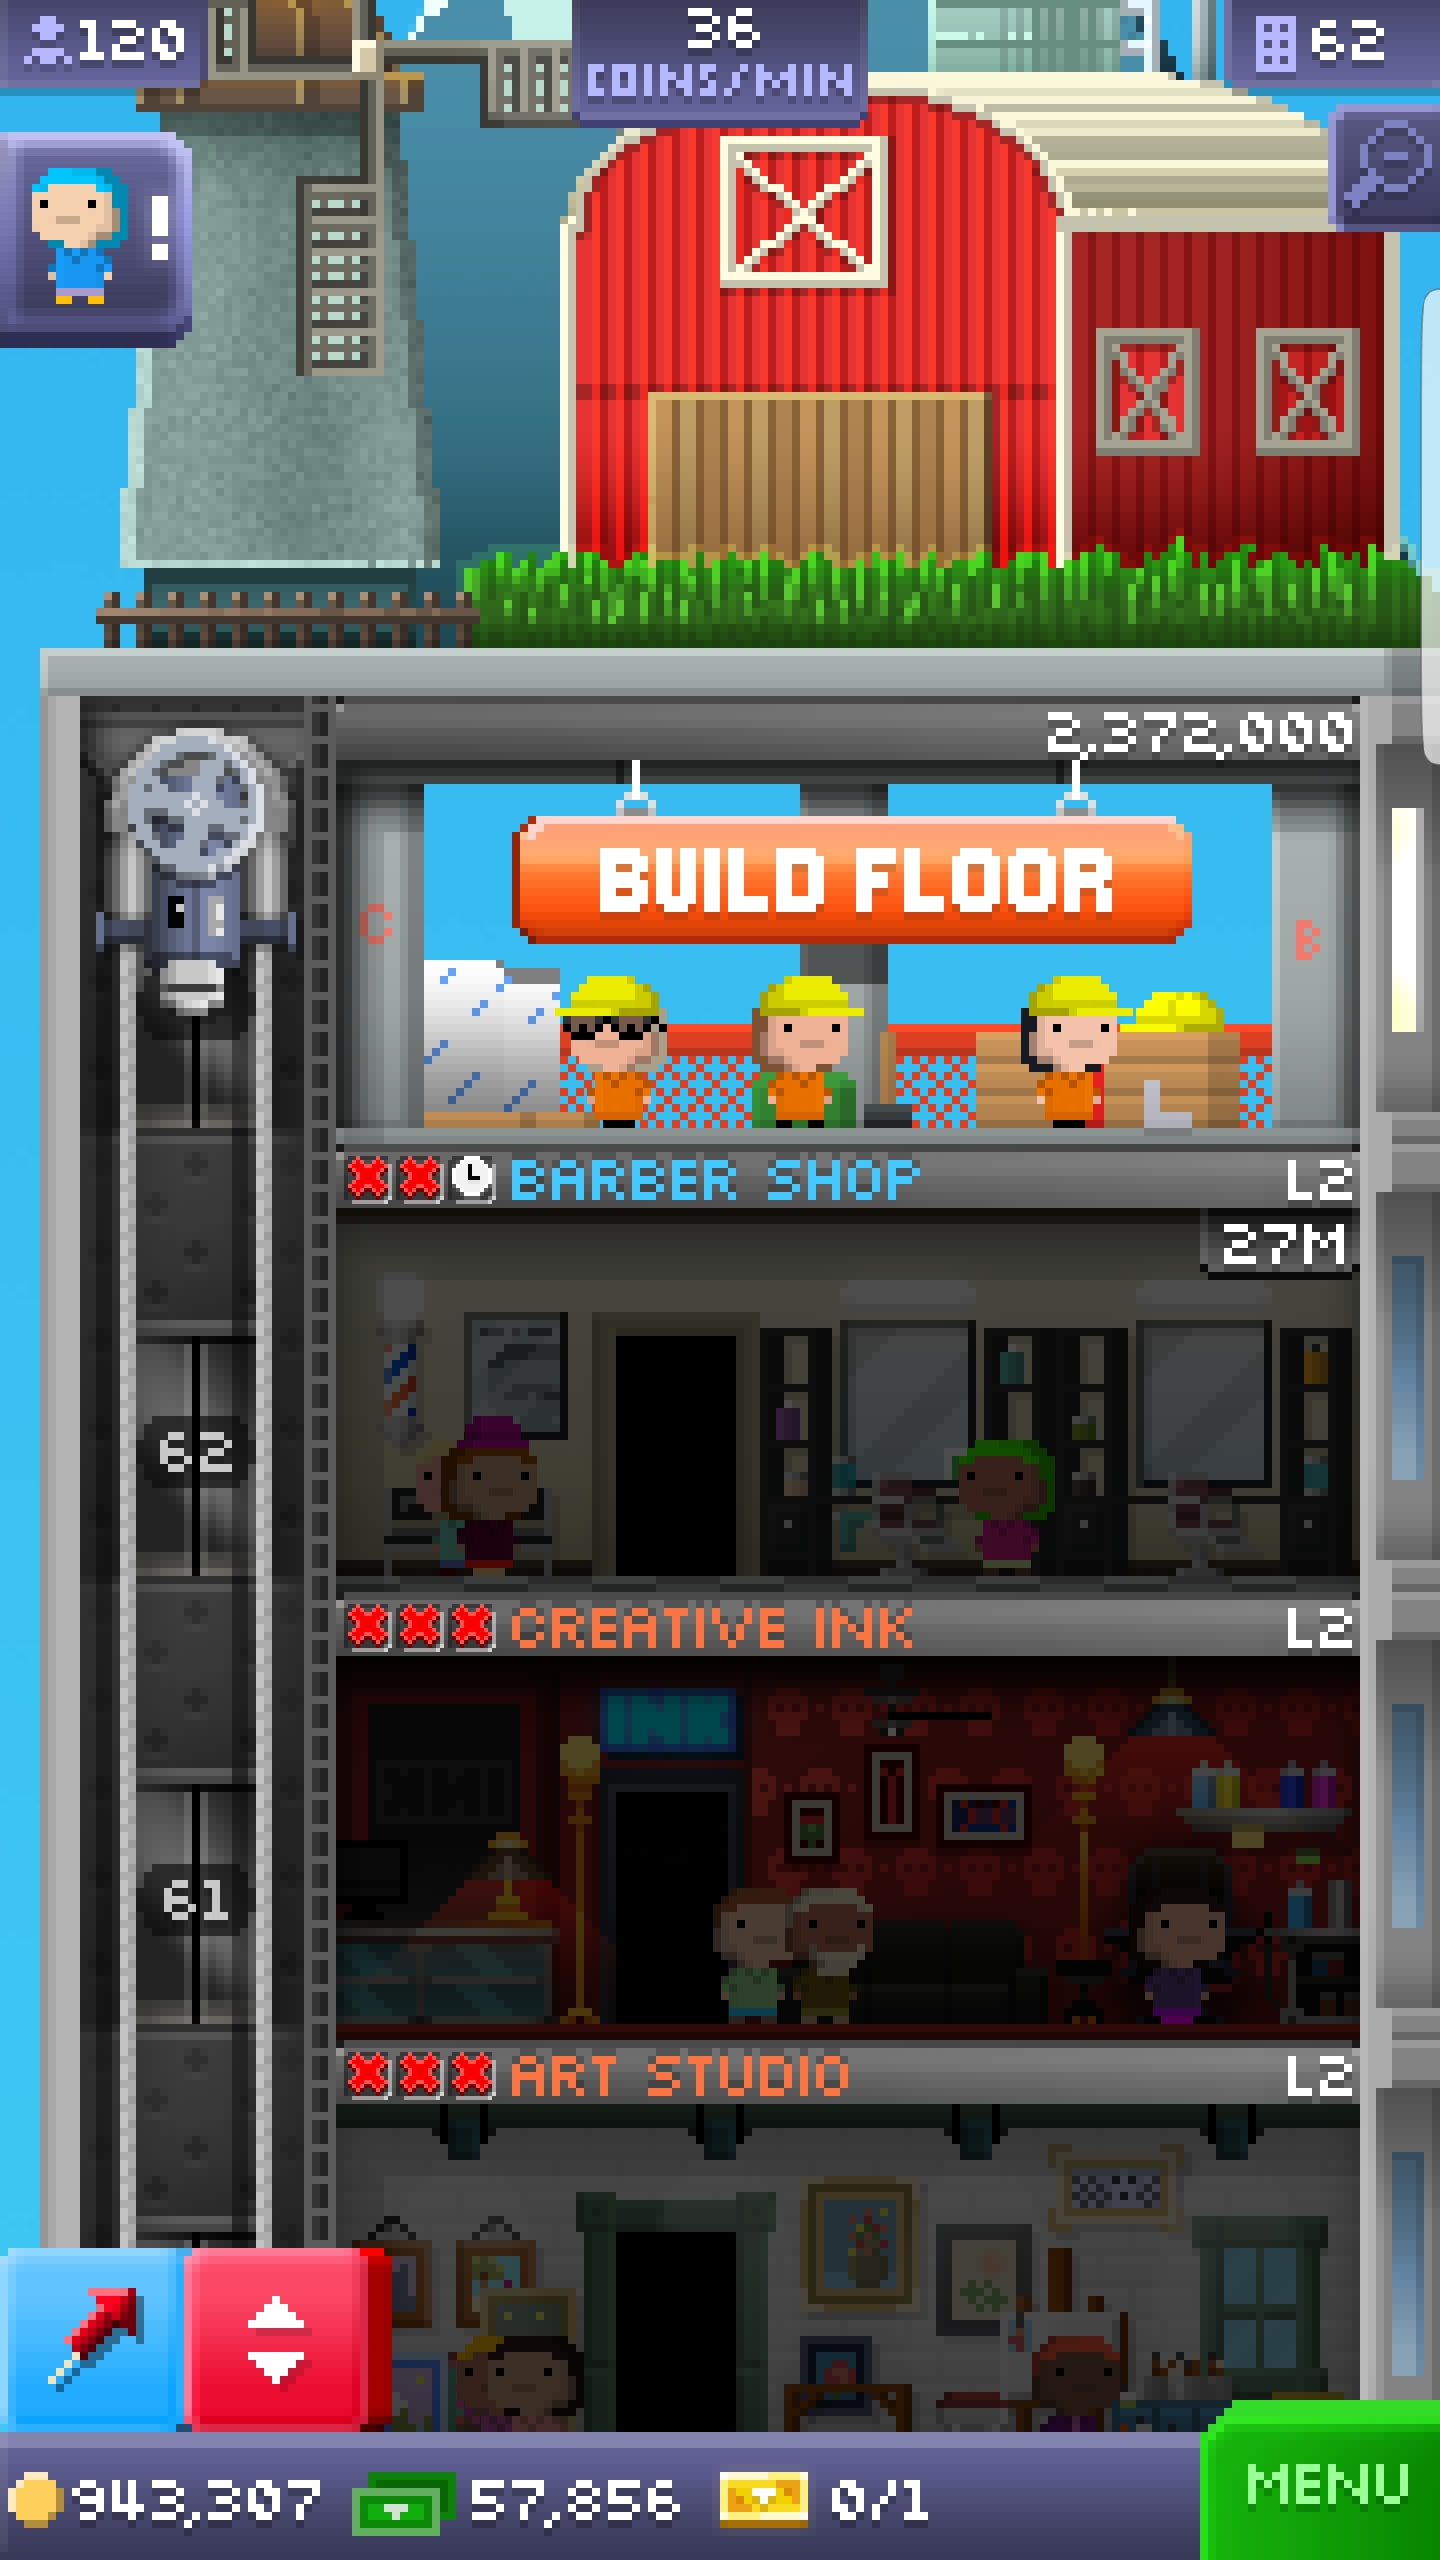 120
36
COINS/MIN
62
!
2,372,000
BUILD FLOOR
C
B
BARBER SHOP L2
27M
62
CREATIVE INK L2
INK
61
ART STUDIO L2
943,307 57,856 0/1
MENU